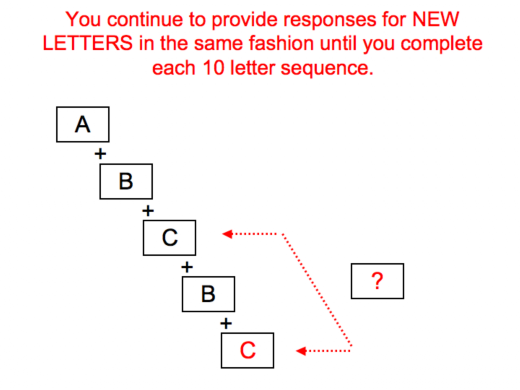 You continue to provide responses for NEW
LETTERS in the same fashion until you complete
each 10 letter sequence.
A
+
B
+
C
+
?
B
+
C